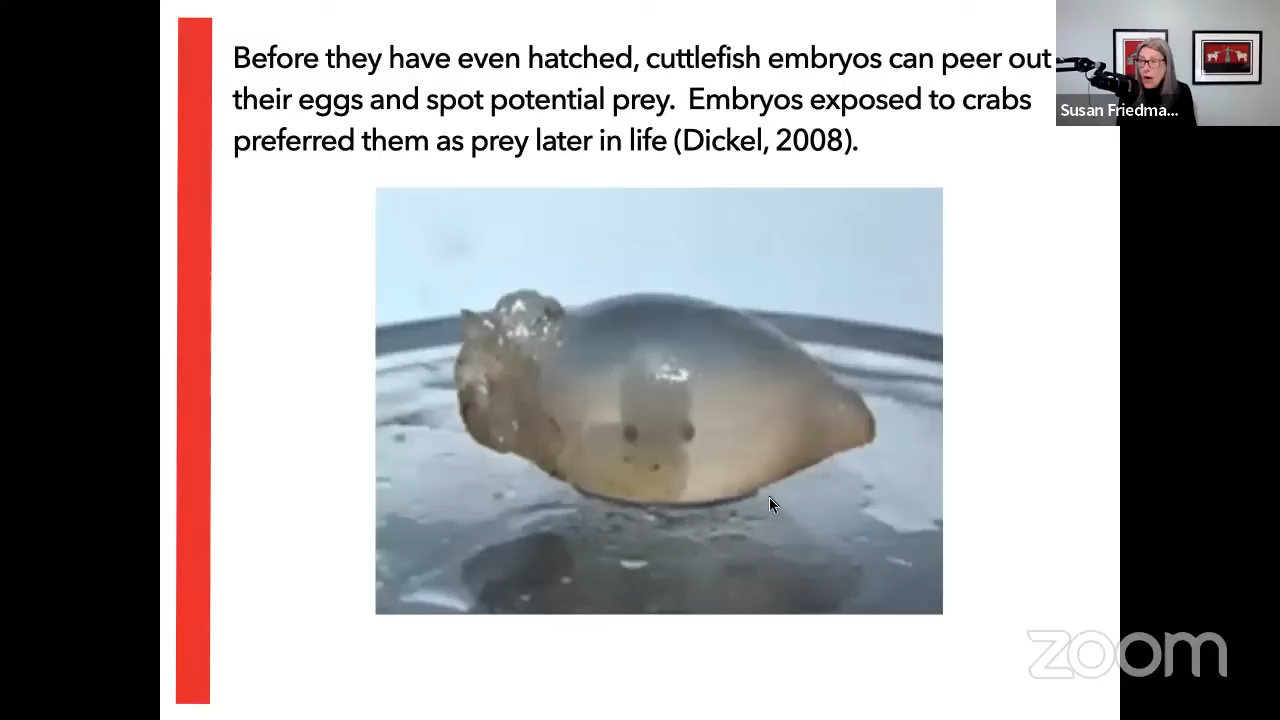 Before they have even hatched, cuttlefish embryos can peer out
their eggs and spot potential prey.  Embryos exposed to crabs
preferred them as prey later in life (Dickel, 2008).
Susan Friedma...
zoom